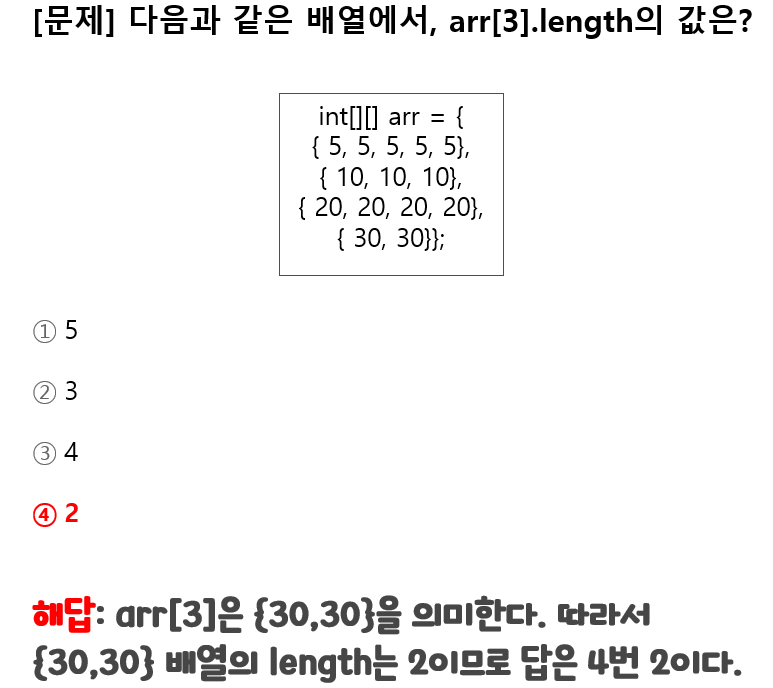 [문제] 다음과 같은 배열에서, arr[3].length의 값은?
int[][] arr = {
{ 5, 5, 5, 5, 5},
{ 10, 10, 10},
{ 20, 20, 20, 20},
{ 30, 30}};
① 5
② 3
③ 4
④ 2
해답: arr[3]은 {30,30}을 의미한다. 따라서
{30,30} 배열의 length는 2이므로 답은 4번 2이다.